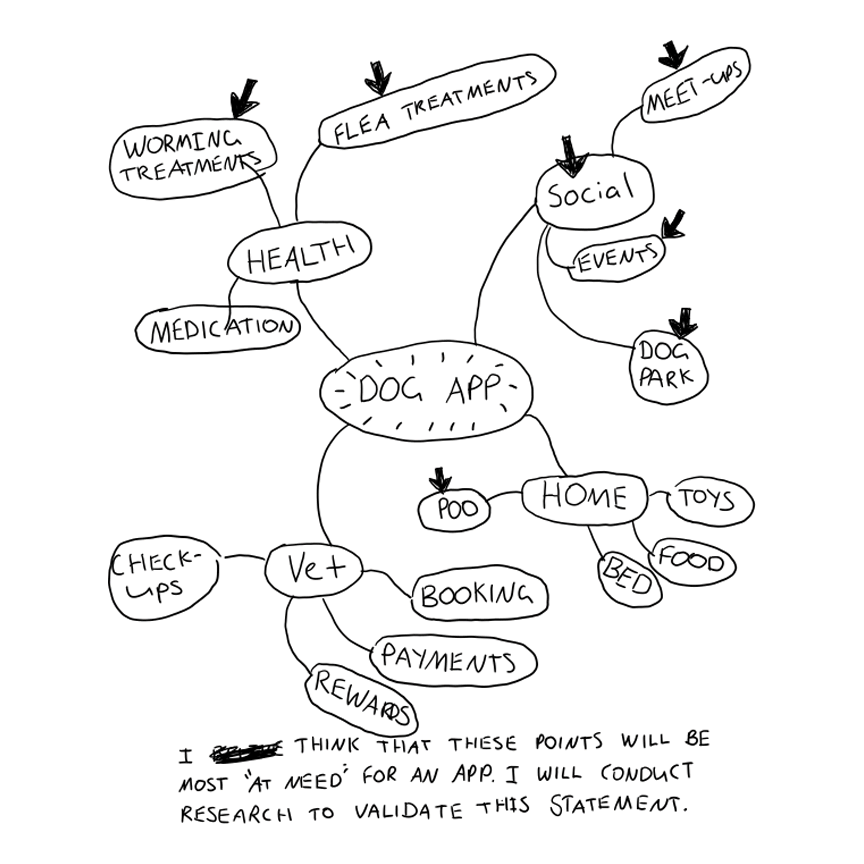 WORMING
TREATMENTS
FLEA TREATMENTS
MEET-UPS
Social
EVENTS
HEALTH
MEDICATION
DOG
PARK
DOG APP
POO
HOME
TOYS
FOOD
BED
CHECK-
UPS
Vet
BOOKING
PAYMENTS
REWARDS
I THINK THAT THESE POINTS WILL BE
MOST "AT NEED" FOR AN APP. I WILL CONDUCT
RESEARCH TO VALIDATE THIS STATEMENT.